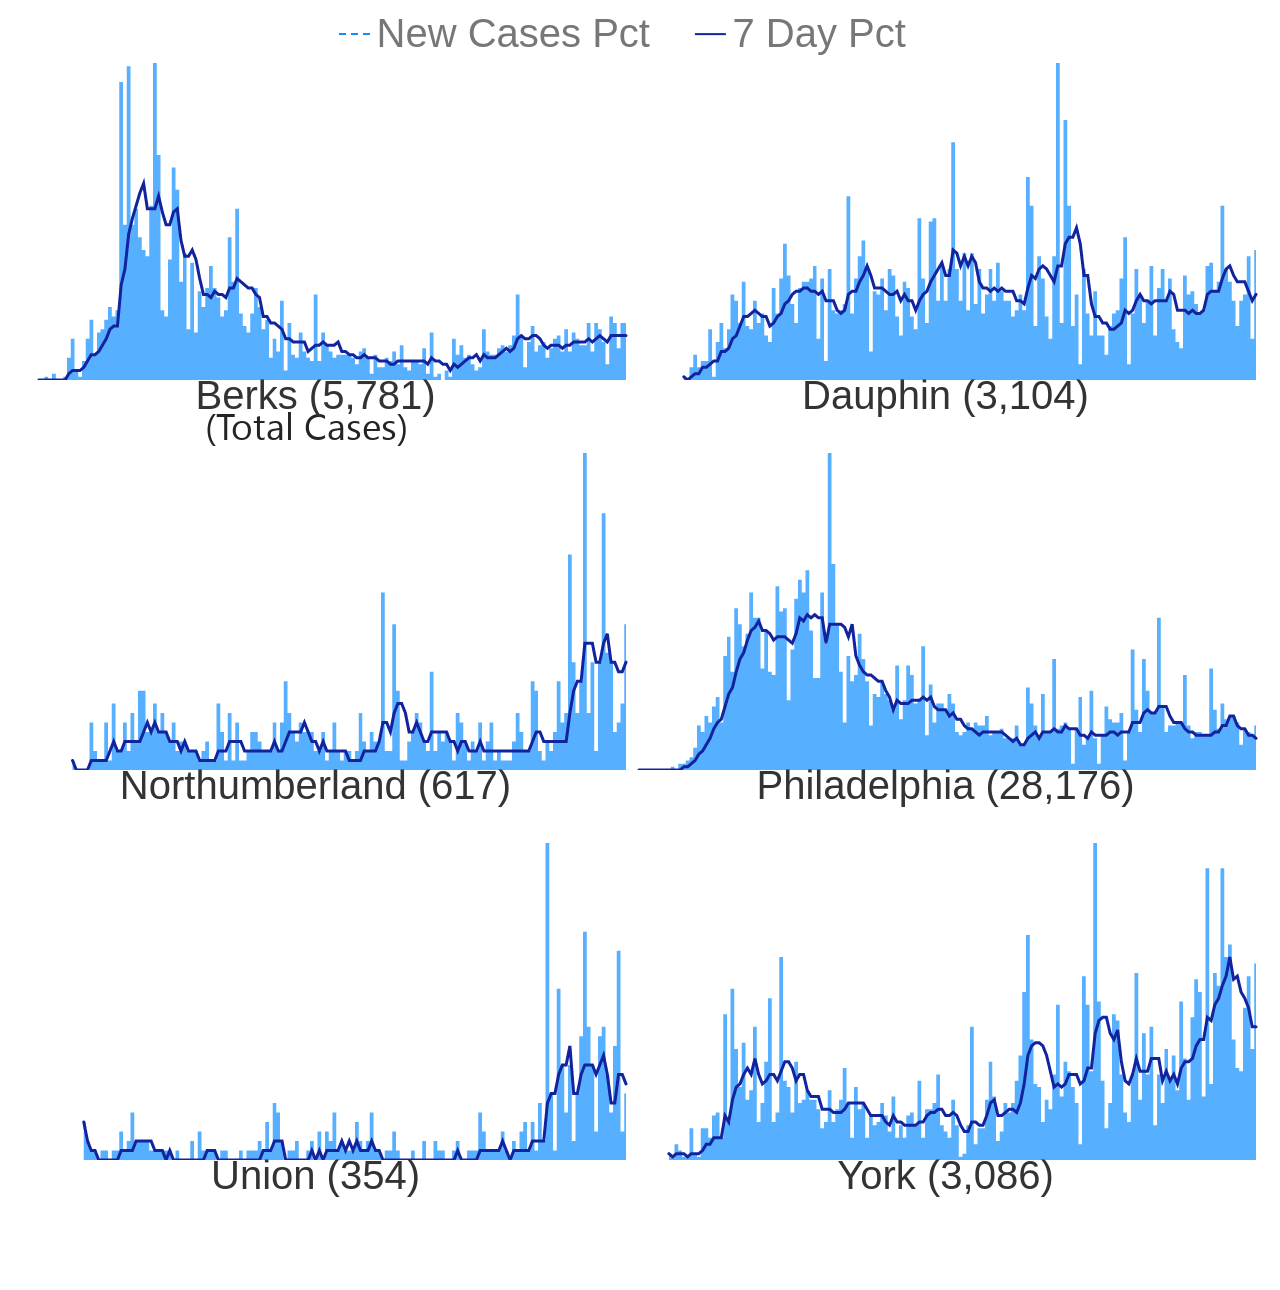 New Cases Pct 7 Day Pct
Berks (5,781) Dauphin (3,104)
(Total Cases)
Northumberland (617) Philadelphia (28,176)
Union (354) York (3,086)